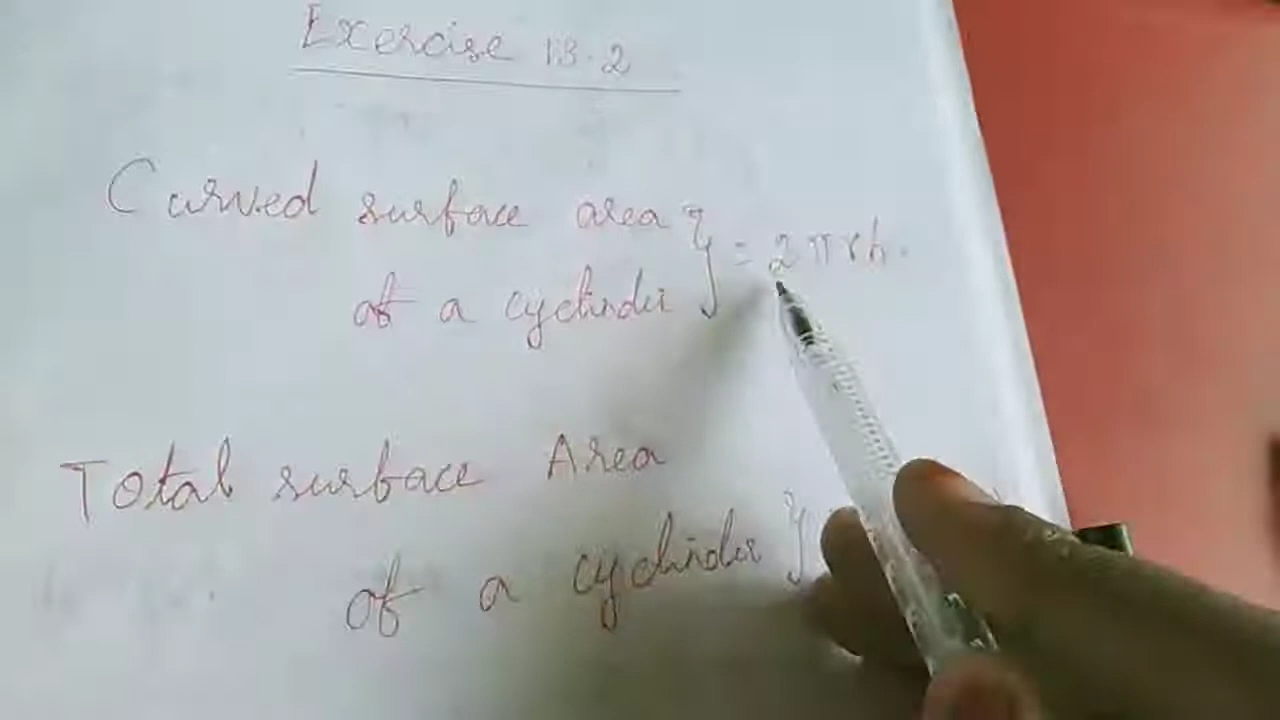 Exercise 13.2
Curved surface area
of a cylinder } = 2πrh.
Total surface Area
of a cylinder }